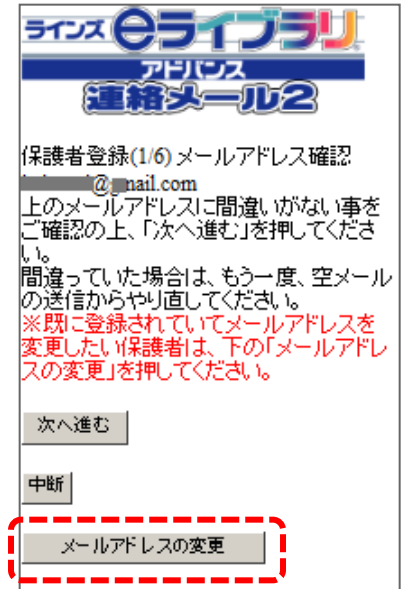 ラインズ eライブラリ
アドバンス
連絡メール2
保護者登録(1/6) メールアドレス確認
@ mail.com
上のメールアドレスに間違いがない事を
ご確認の上、「次へ進む」を押してくださ
い。
間違っていた場合は、もう一度、空メール
の送信からやり直してください。
※既に登録されていてメールアドレスを
変更したい保護者は、下の「メールアドレ
スの変更」を押してください。
次へ進む
中断
メールアドレスの変更